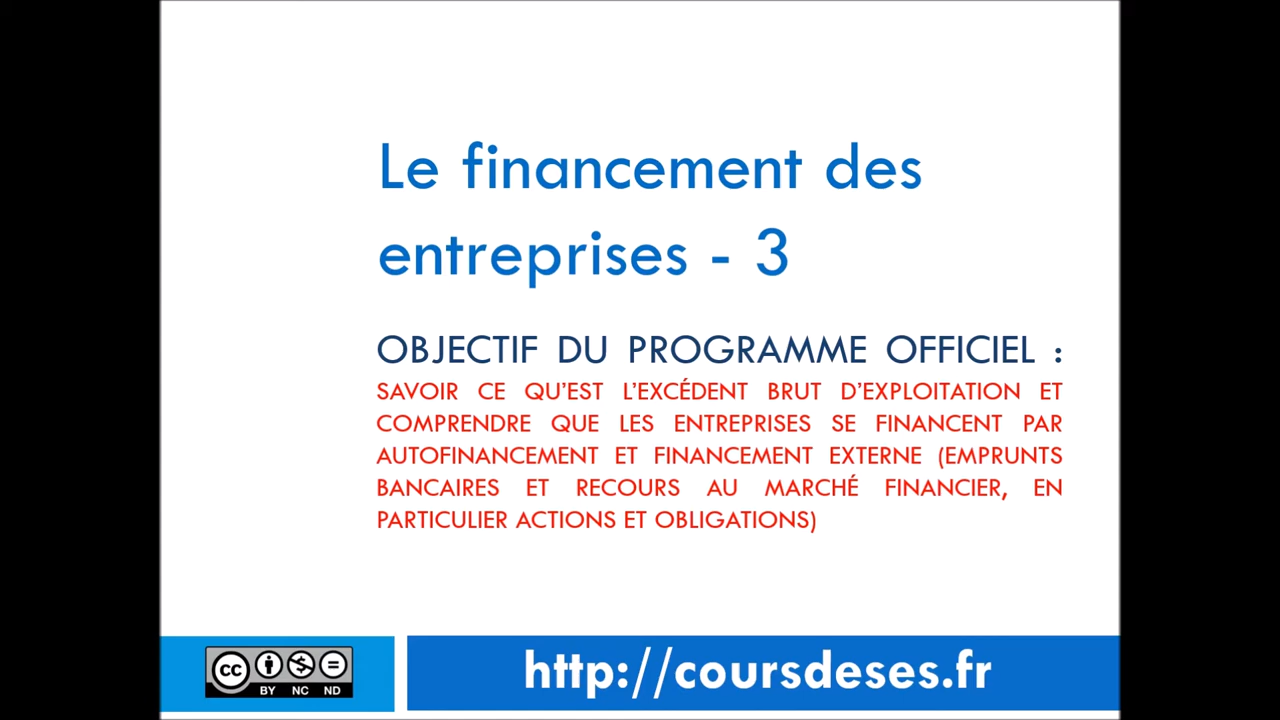 Le financement des
entreprises - 3
OBJECTIF DU PROGRAMME OFFICIEL :
SAVOIR CE QU’EST L’EXCÉDENT BRUT D’EXPLOITATION ET
COMPRENDRE QUE LES ENTREPRISES SE FINANCENT PAR
AUTOFINANCEMENT ET FINANCEMENT EXTERNE (EMPRUNTS
BANCAIRES ET RECOURS AU MARCHÉ FINANCIER, EN
PARTICULIER ACTIONS ET OBLIGATIONS)
cc BY NC ND
http://coursdeses.fr